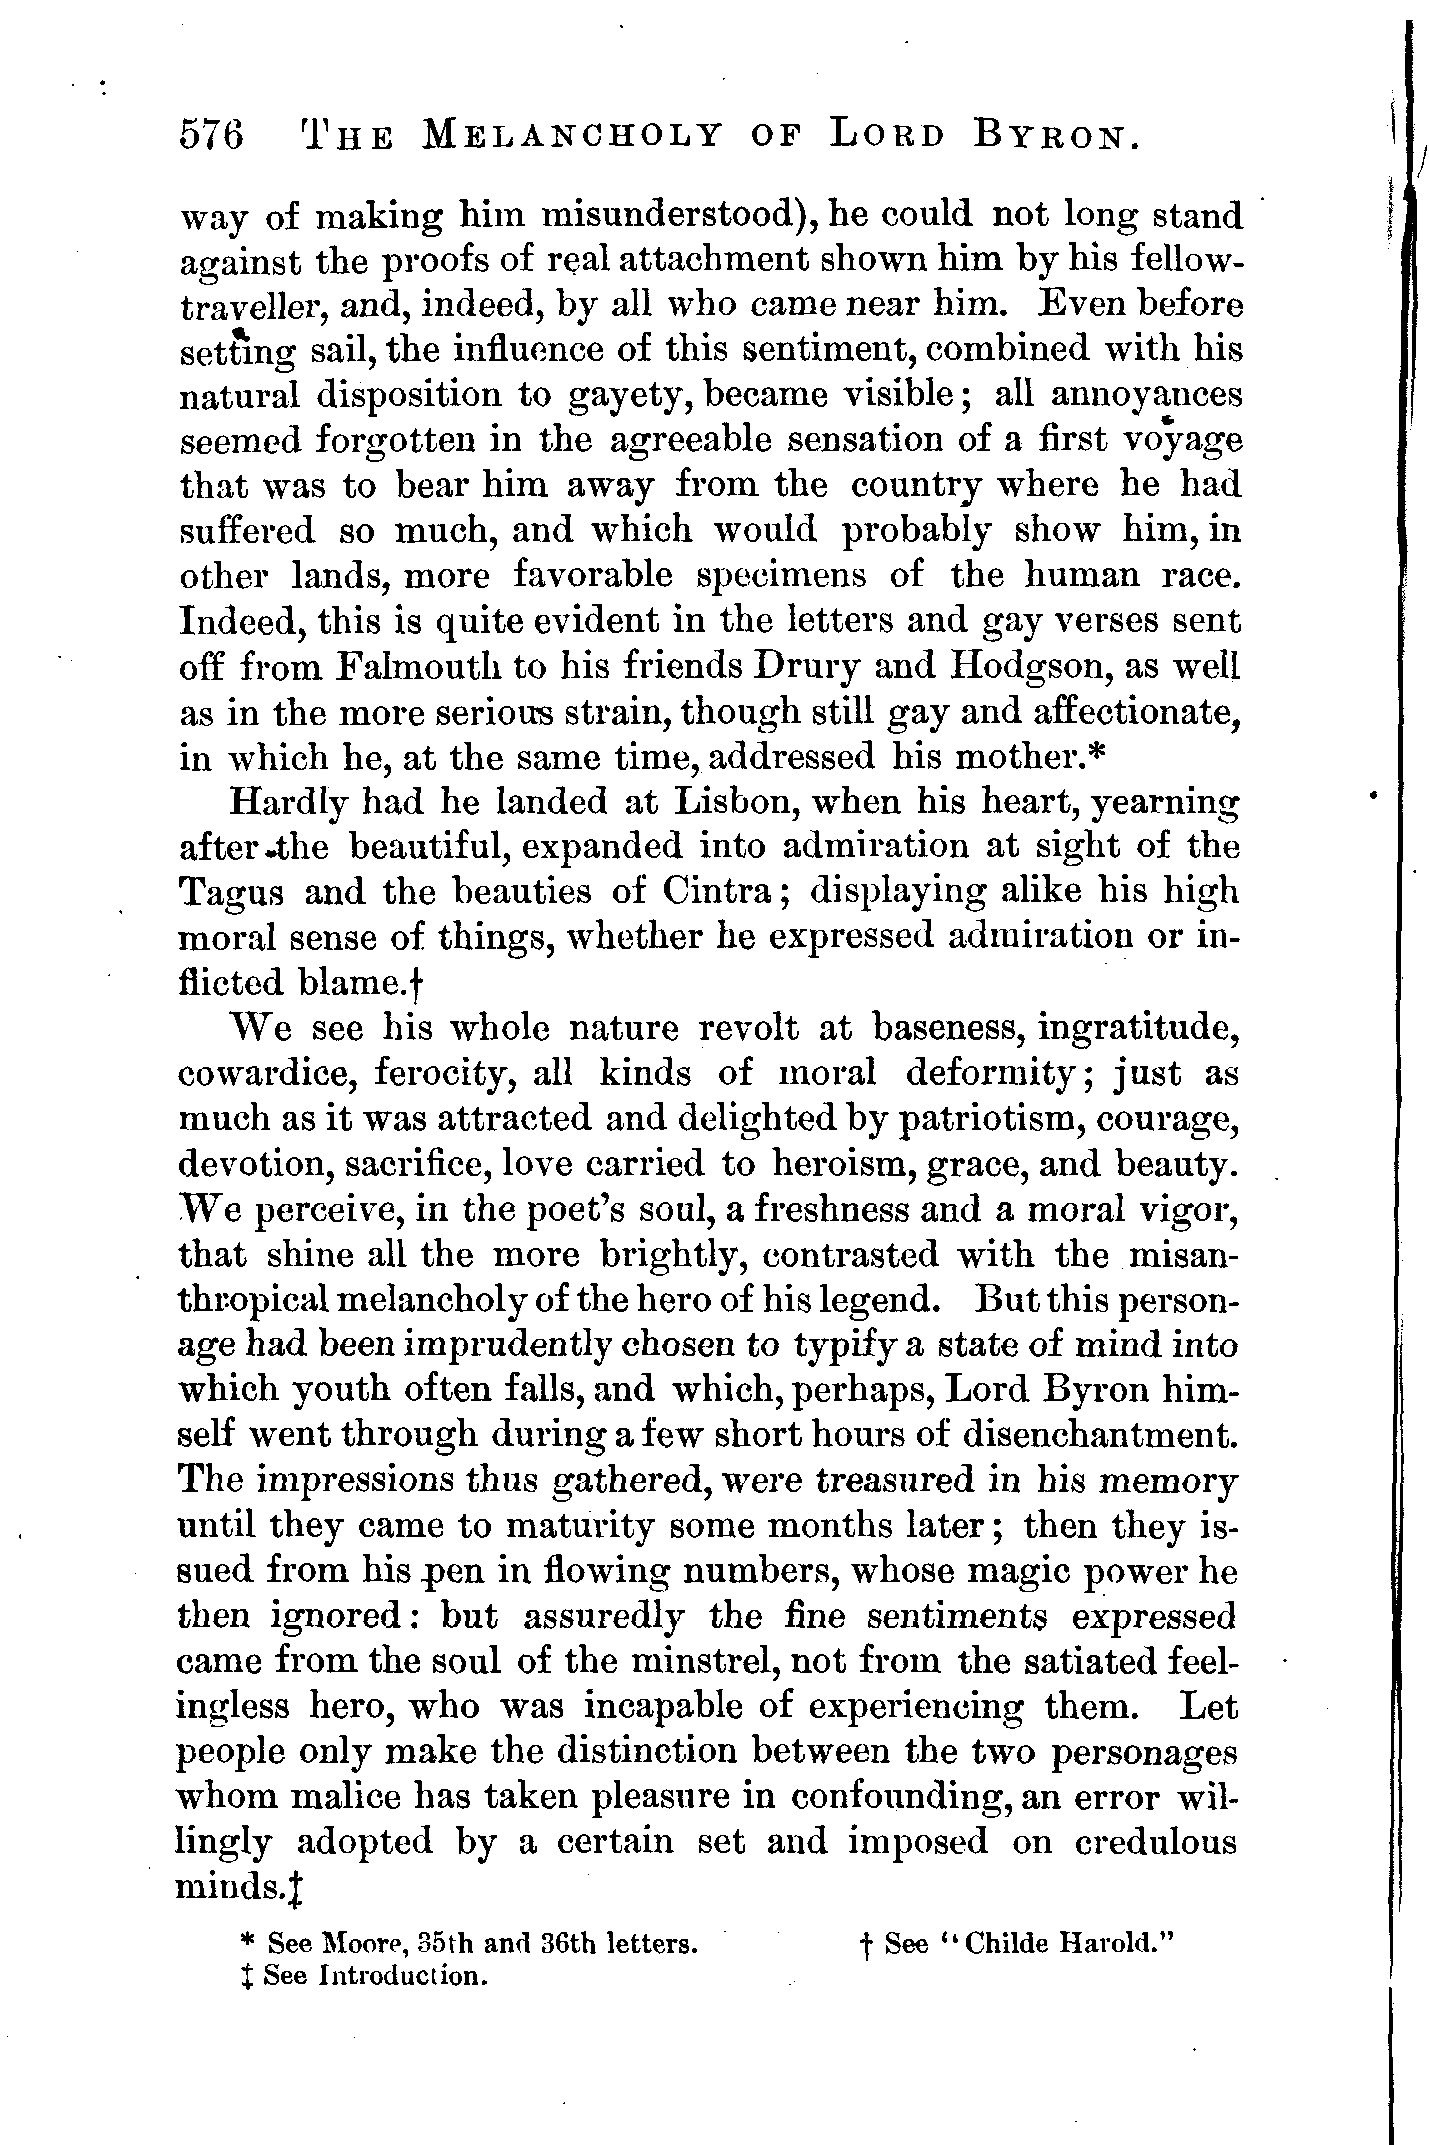 576 THE MELANCHOLY OF LORD BYRON.
way of making him misunderstood), he could not long stand
against the proofs of real attachment shown him by his fellow-
traveller, and, indeed, by all who came near him. Even before
setting sail, the influence of this sentiment, combined with his
natural disposition to gayety, became visible; all annoyances
seemed forgotten in the agreeable sensation of a first voyage
that was to bear him away from the country where he had
suffered so much, and which would probably show him, in
other lands, more favorable specimens of the human race.
Indeed, this is quite evident in the letters and gay verses sent
off from Falmouth to his friends Drury and Hodgson, as well
as in the more serious strain, though still gay and affectionate,
in which he, at the same time, addressed his mother.*
Hardly had he landed at Lisbon, when his heart, yearning
after the beautiful, expanded into admiration at sight of the
Tagus and the beauties of Cintra; displaying alike his high
moral sense of things, whether he expressed admiration or in-
flicted blame.†
We see his whole nature revolt at baseness, ingratitude,
cowardice, ferocity, all kinds of moral deformity; just as
much as it was attracted and delighted by patriotism, courage,
devotion, sacrifice, love carried to heroism, grace, and beauty.
We perceive, in the poet's soul, a freshness and a moral vigor,
that shine all the more brightly, contrasted with the misan-
thropical melancholy of the hero of his legend. But this person-
age had been imprudently chosen to typify a state of mind into
which youth often falls, and which, perhaps, Lord Byron him-
self went through during a few short hours of disenchantment.
The impressions thus gathered, were treasured in his memory
until they came to maturity some months later; then they is-
sued from his pen in flowing numbers, whose magic power he
then ignored: but assuredly the fine sentiments expressed
came from the soul of the minstrel, not from the satiated feel-
ingless hero, who was incapable of experiencing them. Let
people only make the distinction between the two personages
whom malice has taken pleasure in confounding, an error wil-
lingly adopted by a certain set and imposed on credulous
minds.‡
* See Moore, 35th and 36th letters. † See "Childe Harold."
‡ See Introduction.